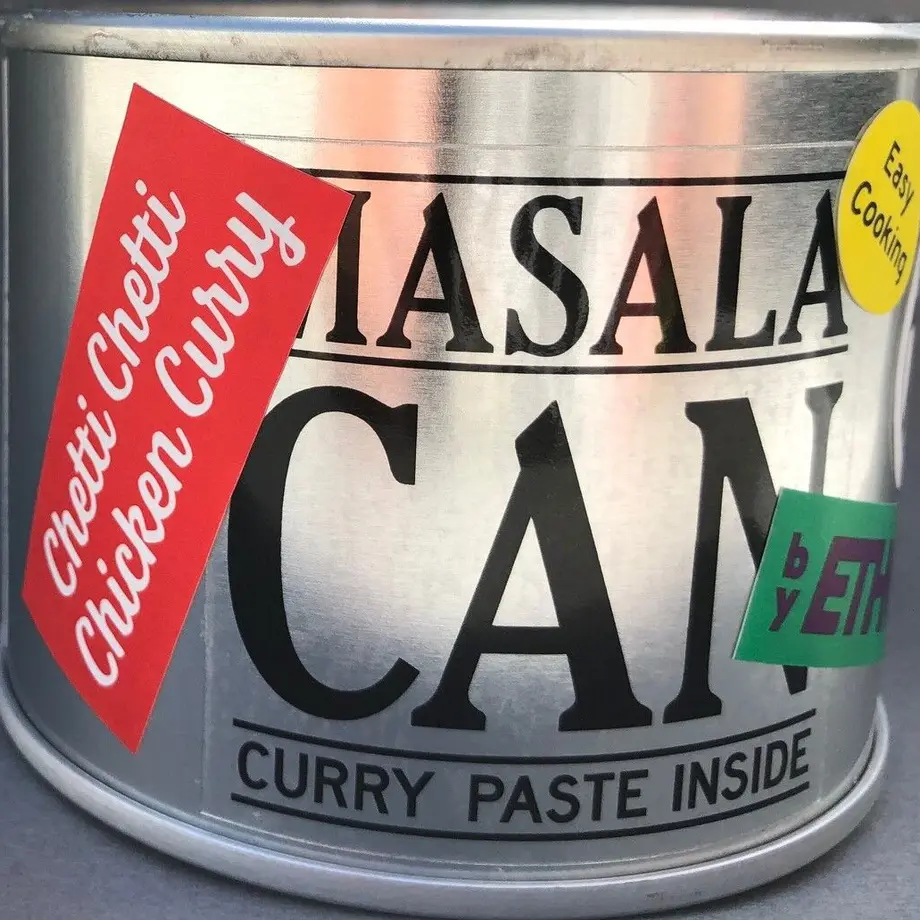 Chetti Chetti
Chicken Curry
MASALA
CAN
CURRY PASTE INSIDE
Easy
Cooking
by